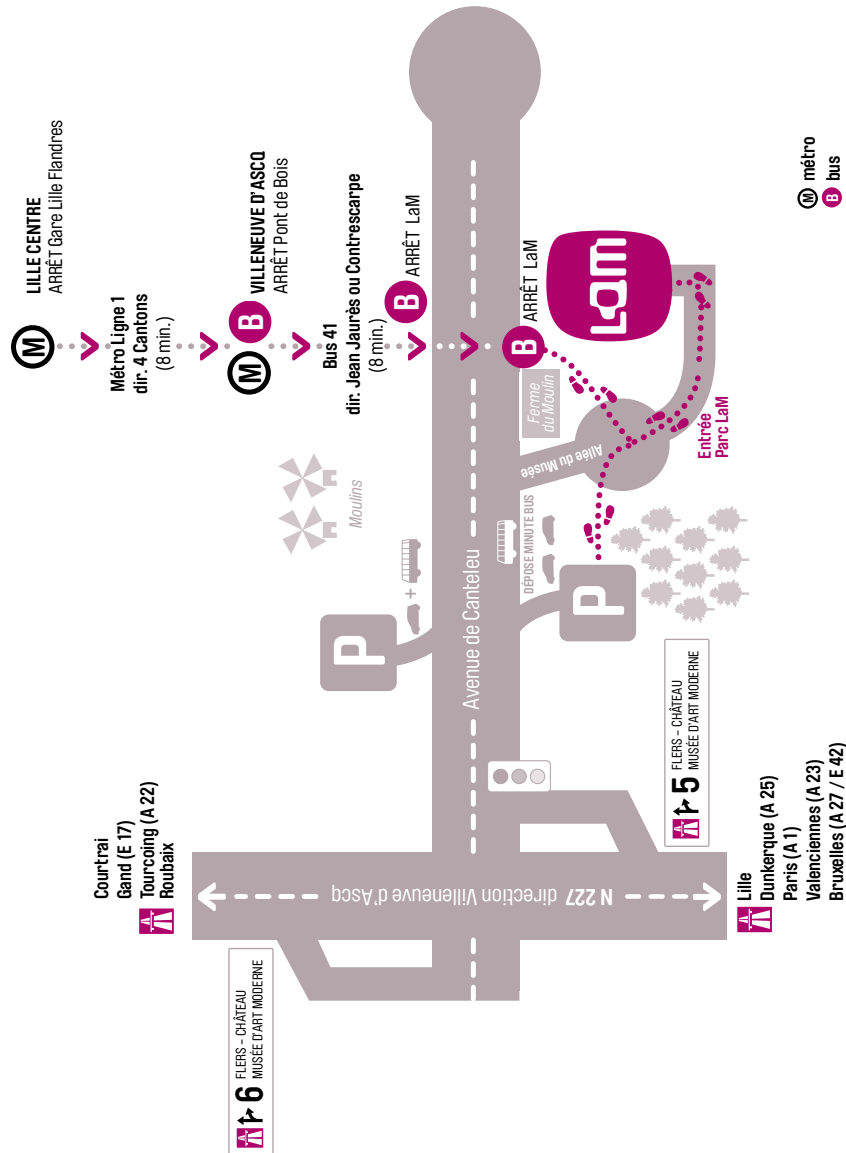 LILLE CENTRE
ARRÊT Gare Lille Flandres
M
Métro Ligne 1
dir. 4 Cantons
(8 min.)
VILLENEUVE D'ASCQ
ARRÊT Pont de Bois
M B
Bus 41
dir. Jean Jaurès ou Contrescarpe
(8 min.)
B ARRÊT LaM
B ARRÊT LaM
LaM
Ferme
du Moulin
Allée du Musée
Entrée
Parc LaM
Moulins
P
+
Avenue de Canteleu
DÉPOSE MINUTE BUS
P
Courtrai
Gand (E 17)
Tourcoing (A 22)
Roubaix
N 227 direction Villeneuve d'Ascq
6 FLERS – CHÂTEAU
MUSÉE D'ART MODERNE
5 FLERS – CHÂTEAU
MUSÉE D'ART MODERNE
Lille
Dunkerque (A 25)
Paris (A 1)
Valenciennes (A 23)
Bruxelles (A 27 / E 42)
M métro
B bus